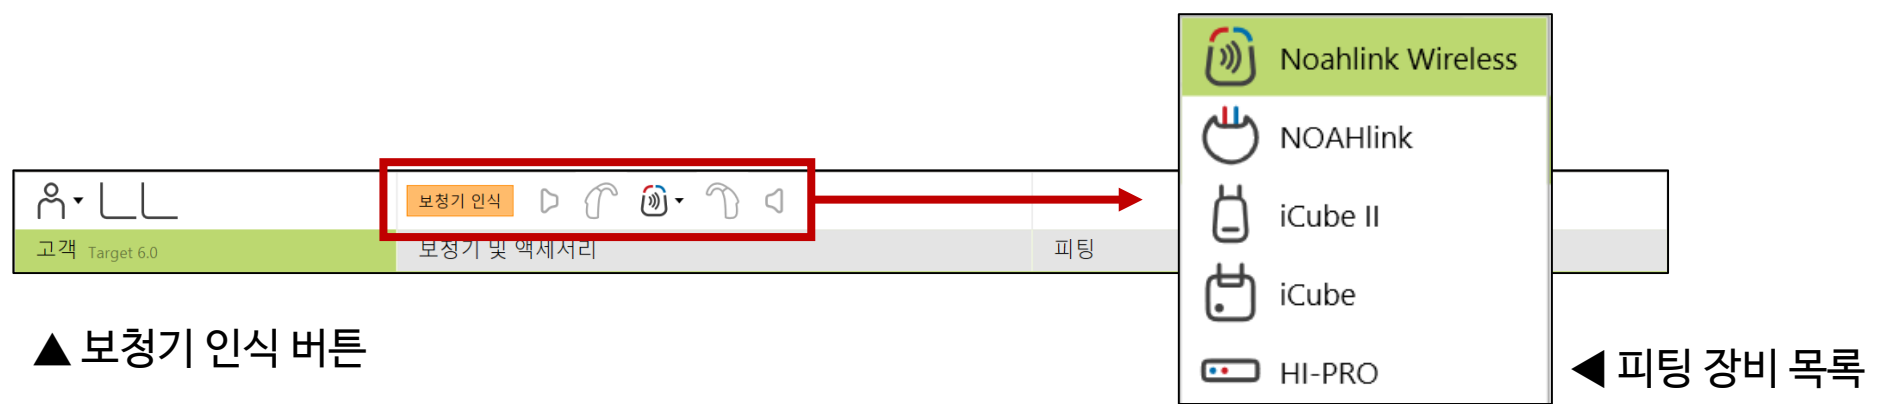 Noahlink Wireless
NOAHlink
iCube II
iCube
HI-PRO
보청기 인식
고객 Target 6.0
보청기 및 액세서리
피팅
▲ 보청기 인식 버튼
◀ 피팅 장비 목록